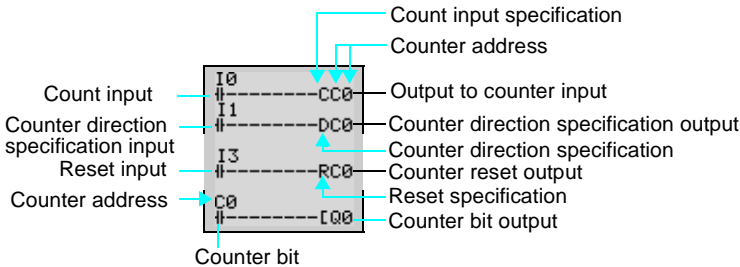 Count input specification
Counter address
I0
Count input
CC0
Output to counter input
I1
Counter direction
specification input
DC0
Counter direction specification output
Counter direction specification
I3
Reset input
RC0
Counter reset output
Reset specification
Counter address
C0
[Q0
Counter bit output
Counter bit